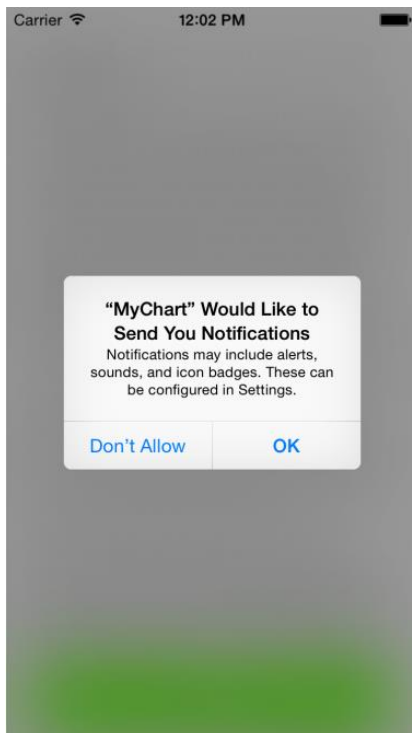 Carrier 12:02 PM
“MyChart” Would Like to
Send You Notifications
Notifications may include alerts,
sounds, and icon badges. These can
be configured in Settings.
Don’t Allow OK